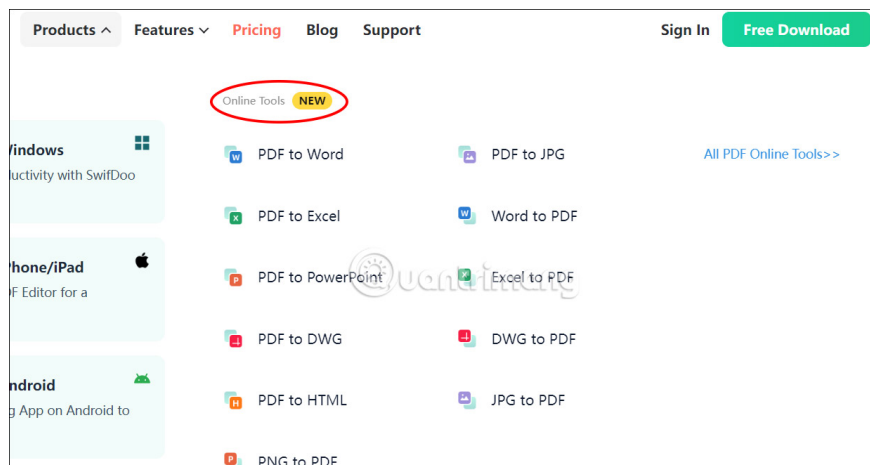 Products Features Pricing Blog Support Sign In Free Download
Online Tools NEW
Windows
ductivity with SwifDoo
PDF to Word
PDF to JPG
All PDF Online Tools>>
PDF to Excel
Word to PDF
Phone/iPad
DF Editor for a
PDF to PowerPoint
Excel to PDF
Quantrimang
PDF to DWG
DWG to PDF
ndroid
g App on Android to
PDF to HTML
JPG to PDF
PNG to PDF